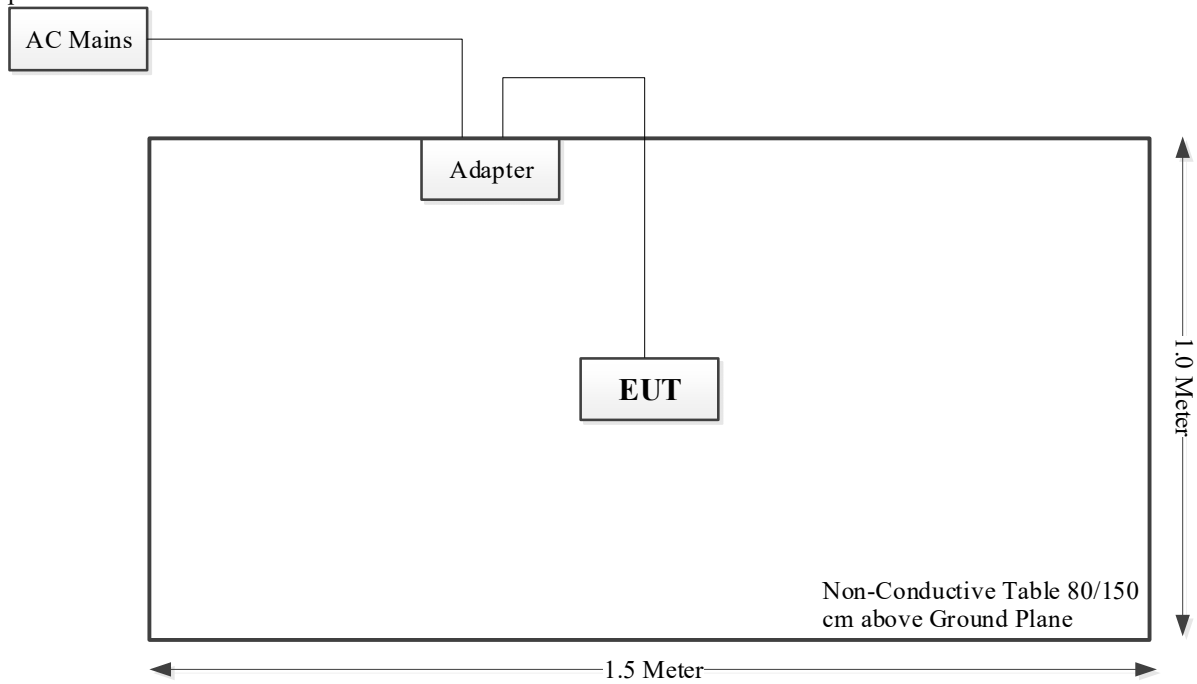 AC Mains
Adapter
EUT
1.0 Meter
Non-Conductive Table 80/150
cm above Ground Plane
1.5 Meter